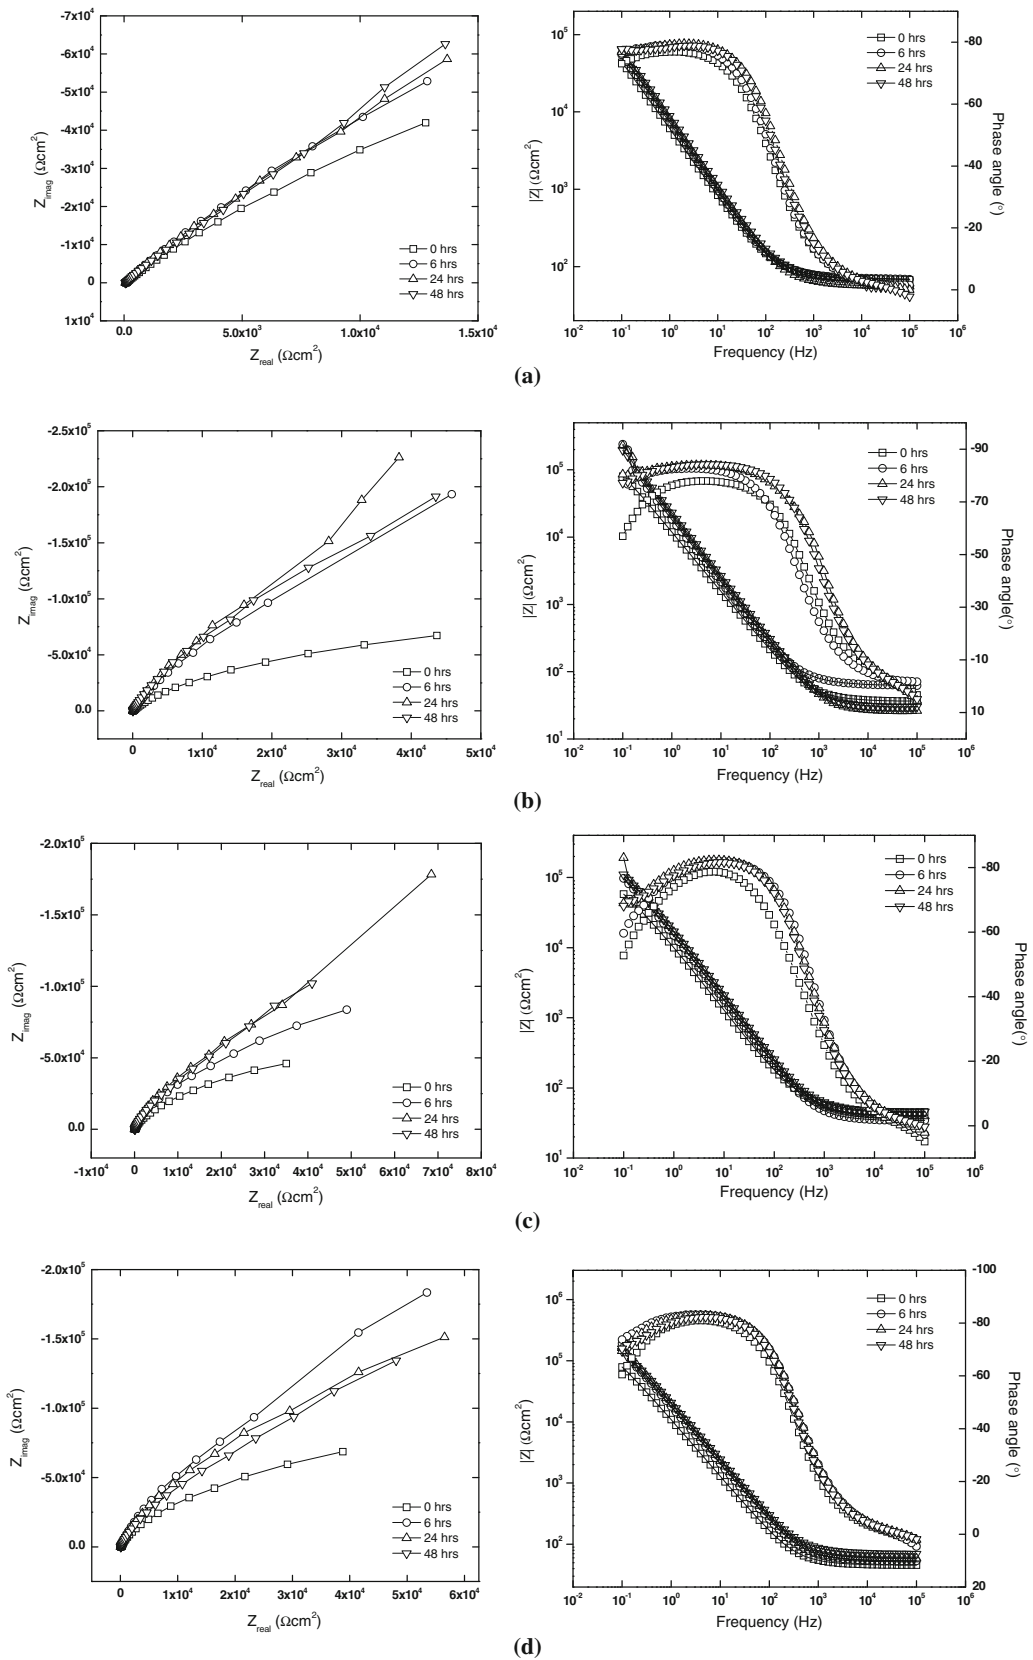 -7x10⁴
-6x10⁴
-5x10⁴
-4x10⁴
-3x10⁴
-2x10⁴
-1x10⁴
0
1x10⁴
Zimag (Ωcm²)
0.0
5.0x10³
1.0x10⁴
1.5x10⁴
Zreal (Ωcm²)
0 hrs
6 hrs
24 hrs
48 hrs
10⁵
10⁴
10³
10²
|Z| (Ωcm²)
10⁻² 10⁻¹ 10⁰ 10¹ 10² 10³ 10⁴ 10⁵ 10⁶
Frequency (Hz)
0 hrs
6 hrs
24 hrs
48 hrs
-80
-60
-40
-20
0
Phase angle (°)
(a)
-2.5x10⁵
-2.0x10⁵
-1.5x10⁵
-1.0x10⁵
-5.0x10⁴
0.0
Zimag (Ωcm²)
0 1x10⁴ 2x10⁴ 3x10⁴ 4x10⁴ 5x10⁴
Zreal (Ωcm²)
0 hrs
6 hrs
24 hrs
48 hrs
10⁵
10⁴
10³
10²
10¹
|Z| (Ωcm²)
10⁻² 10⁻¹ 10⁰ 10¹ 10² 10³ 10⁴ 10⁵ 10⁶
Frequency (Hz)
0 hrs
6 hrs
24 hrs
48 hrs
-90
-70
-50
-30
-10
10
Phase angle(°)
(b)
-2.0x10⁵
-1.5x10⁵
-1.0x10⁵
-5.0x10⁴
0.0
Zimag (Ωcm²)
-1x10⁴ 0 1x10⁴ 2x10⁴ 3x10⁴ 4x10⁴ 5x10⁴ 6x10⁴ 7x10⁴ 8x10⁴
Zreal (Ωcm²)
0 hrs
6 hrs
24 hrs
48 hrs
10⁵
10⁴
10³
10²
10¹
|Z| (Ωcm²)
10⁻² 10⁻¹ 10⁰ 10¹ 10² 10³ 10⁴ 10⁵ 10⁶
Frequency (Hz)
0 hrs
6 hrs
24 hrs
48 hrs
-80
-60
-40
-20
0
Phase angle(°)
(c)
-2.0x10⁵
-1.5x10⁵
-1.0x10⁵
-5.0x10⁴
0.0
Zimag (Ωcm²)
0 1x10⁴ 2x10⁴ 3x10⁴ 4x10⁴ 5x10⁴ 6x10⁴
Zreal (Ωcm²)
0 hrs
6 hrs
24 hrs
48 hrs
10⁶
10⁵
10⁴
10³
10²
|Z| (Ωcm²)
10⁻² 10⁻¹ 10⁰ 10¹ 10² 10³ 10⁴ 10⁵ 10⁶
Frequency (Hz)
0 hrs
6 hrs
24 hrs
48 hrs
-100
-80
-60
-40
-20
0
20
Phase angle (°)
(d)